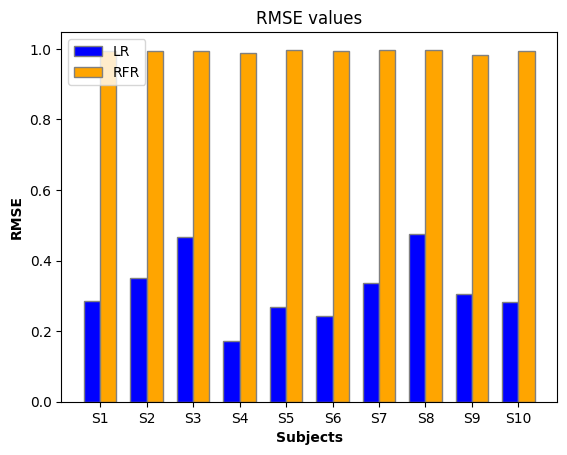 RMSE values
LR
RFR
1.0
0.8
0.6
0.4
0.2
0.0
RMSE
S1 S2 S3 S4 S5 S6 S7 S8 S9 S10
Subjects